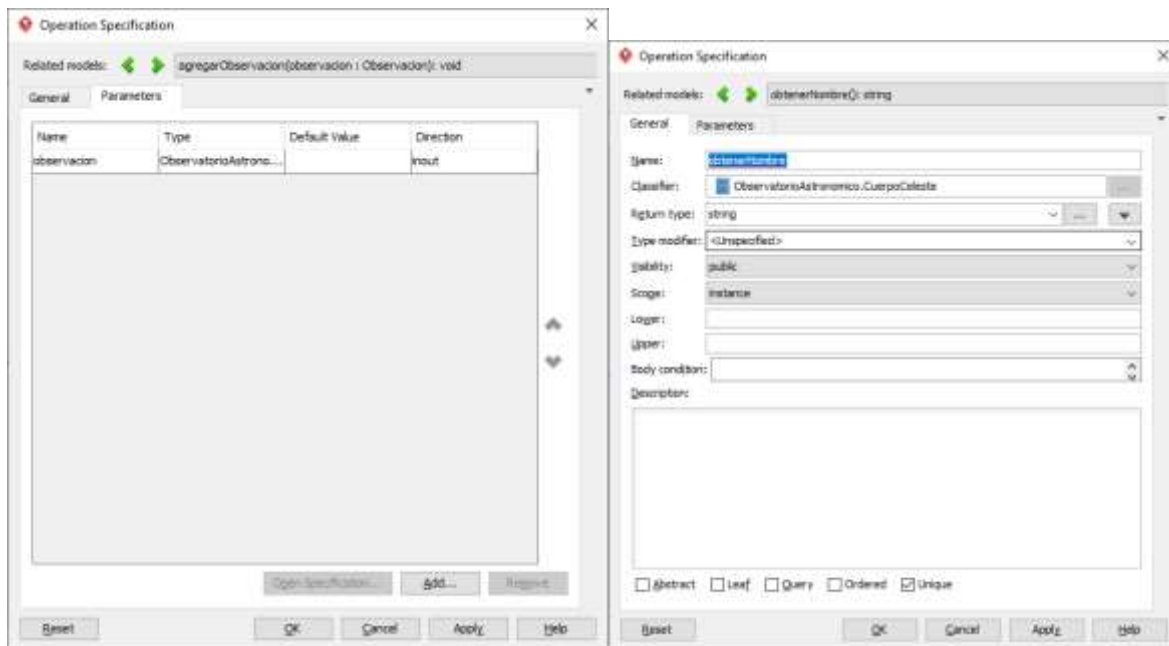 Operation Specification
Related models: agregarObservacion(observacion : Observacion): void
General Parameters
Name Type Default Value Direction
observacion ObservatorioAstrono.... inout
Open Specification... Add... Remove
Reset OK Cancel Apply Help
Operation Specification
Related models: obtenerNombre(): string
General Parameters
Name: obtenerNombre
Classifier: ObservatorioAstronomico.CuerpoCeleste ...
Return type: string ...
Type modifier: <Unspecified>
Visibility: public
Scope: instance
Lower:
Upper:
Body condition:
Description:
Abstract Leaf Query Ordered Unique
Reset OK Cancel Apply Help